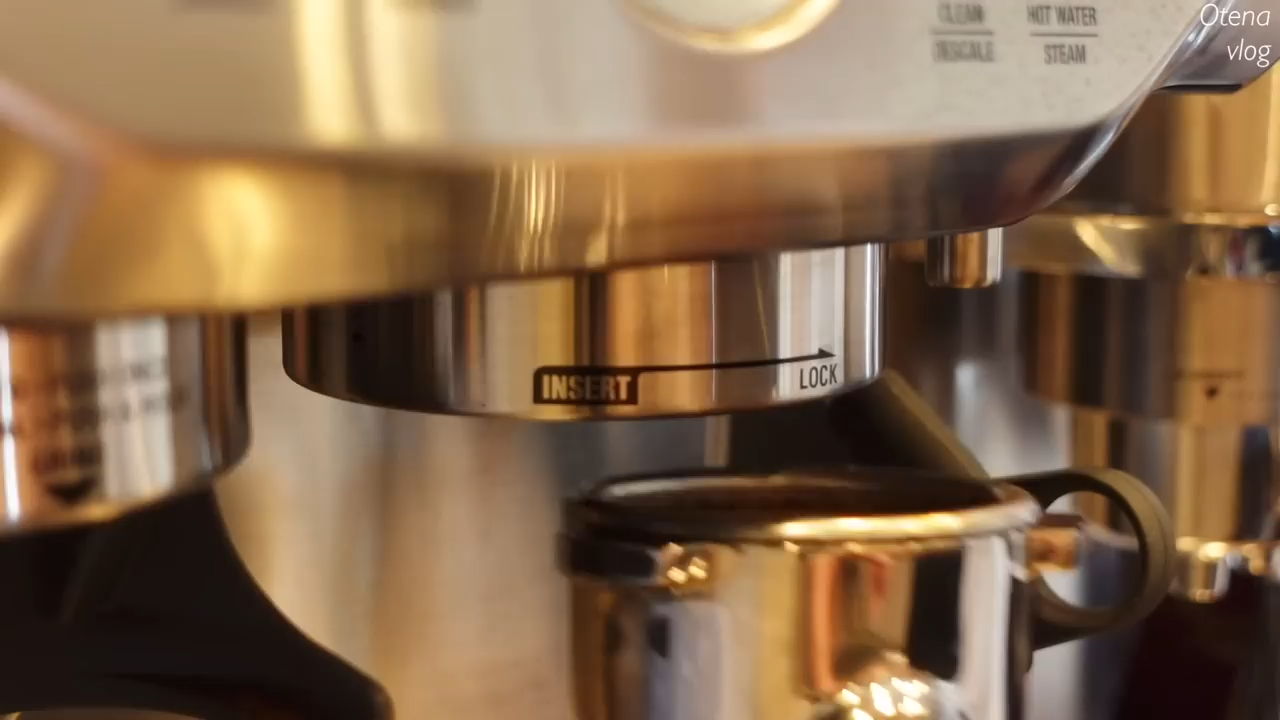 CLEAN
DESCALE
HOT WATER
STEAM
Otena
vlog
INSERT
LOCK